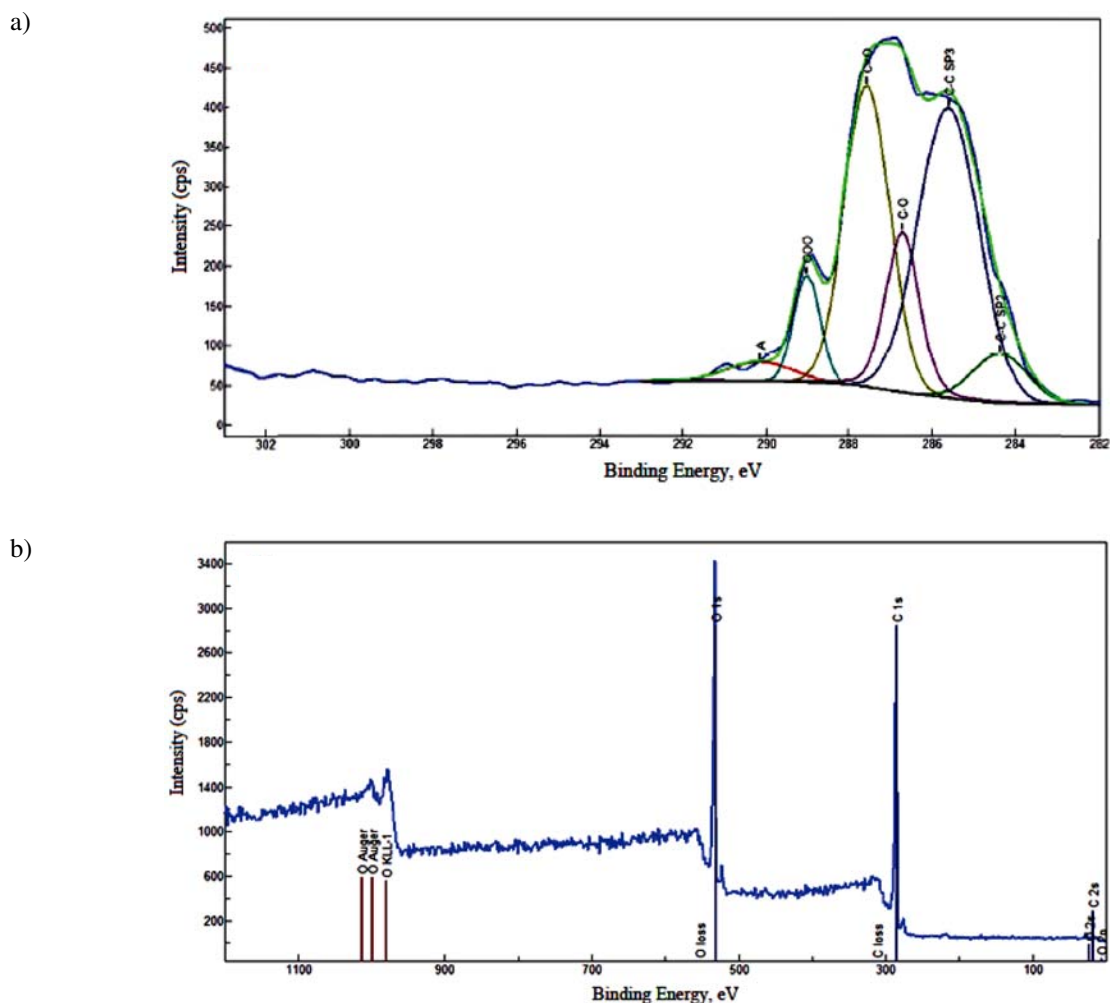 a)
500
450
400
350
300
250
200
150
100
50
0
Intensity (cps)
A
COO
C=O
C-O
C-C SP3
C-C SP2
302
300
298
296
294
292
290
288
286
284
282
Binding Energy, eV
b)
3400
3000
2600
2200
1800
1400
1000
600
200
Intensity (cps)
O Auger
O Auger
O KLL-1
O loss
O 1s
C loss
C 1s
O 2s
C 2s
1100
900
700
500
300
100
Binding Energy, eV